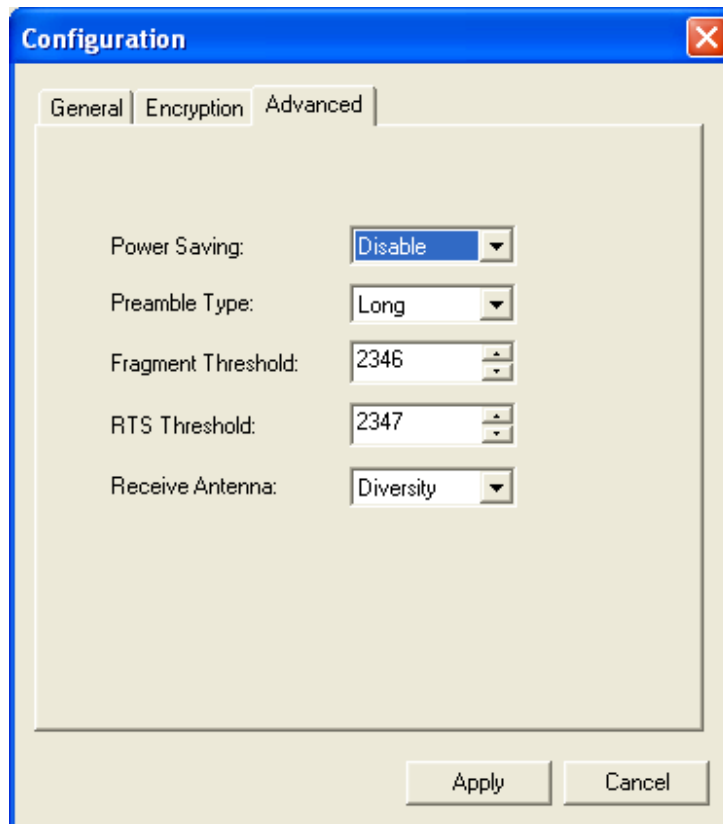 Configuration
General Encryption Advanced
Power Saving: Disable
Preamble Type: Long
Fragment Threshold: 2346
RTS Threshold: 2347
Receive Antenna: Diversity
Apply Cancel